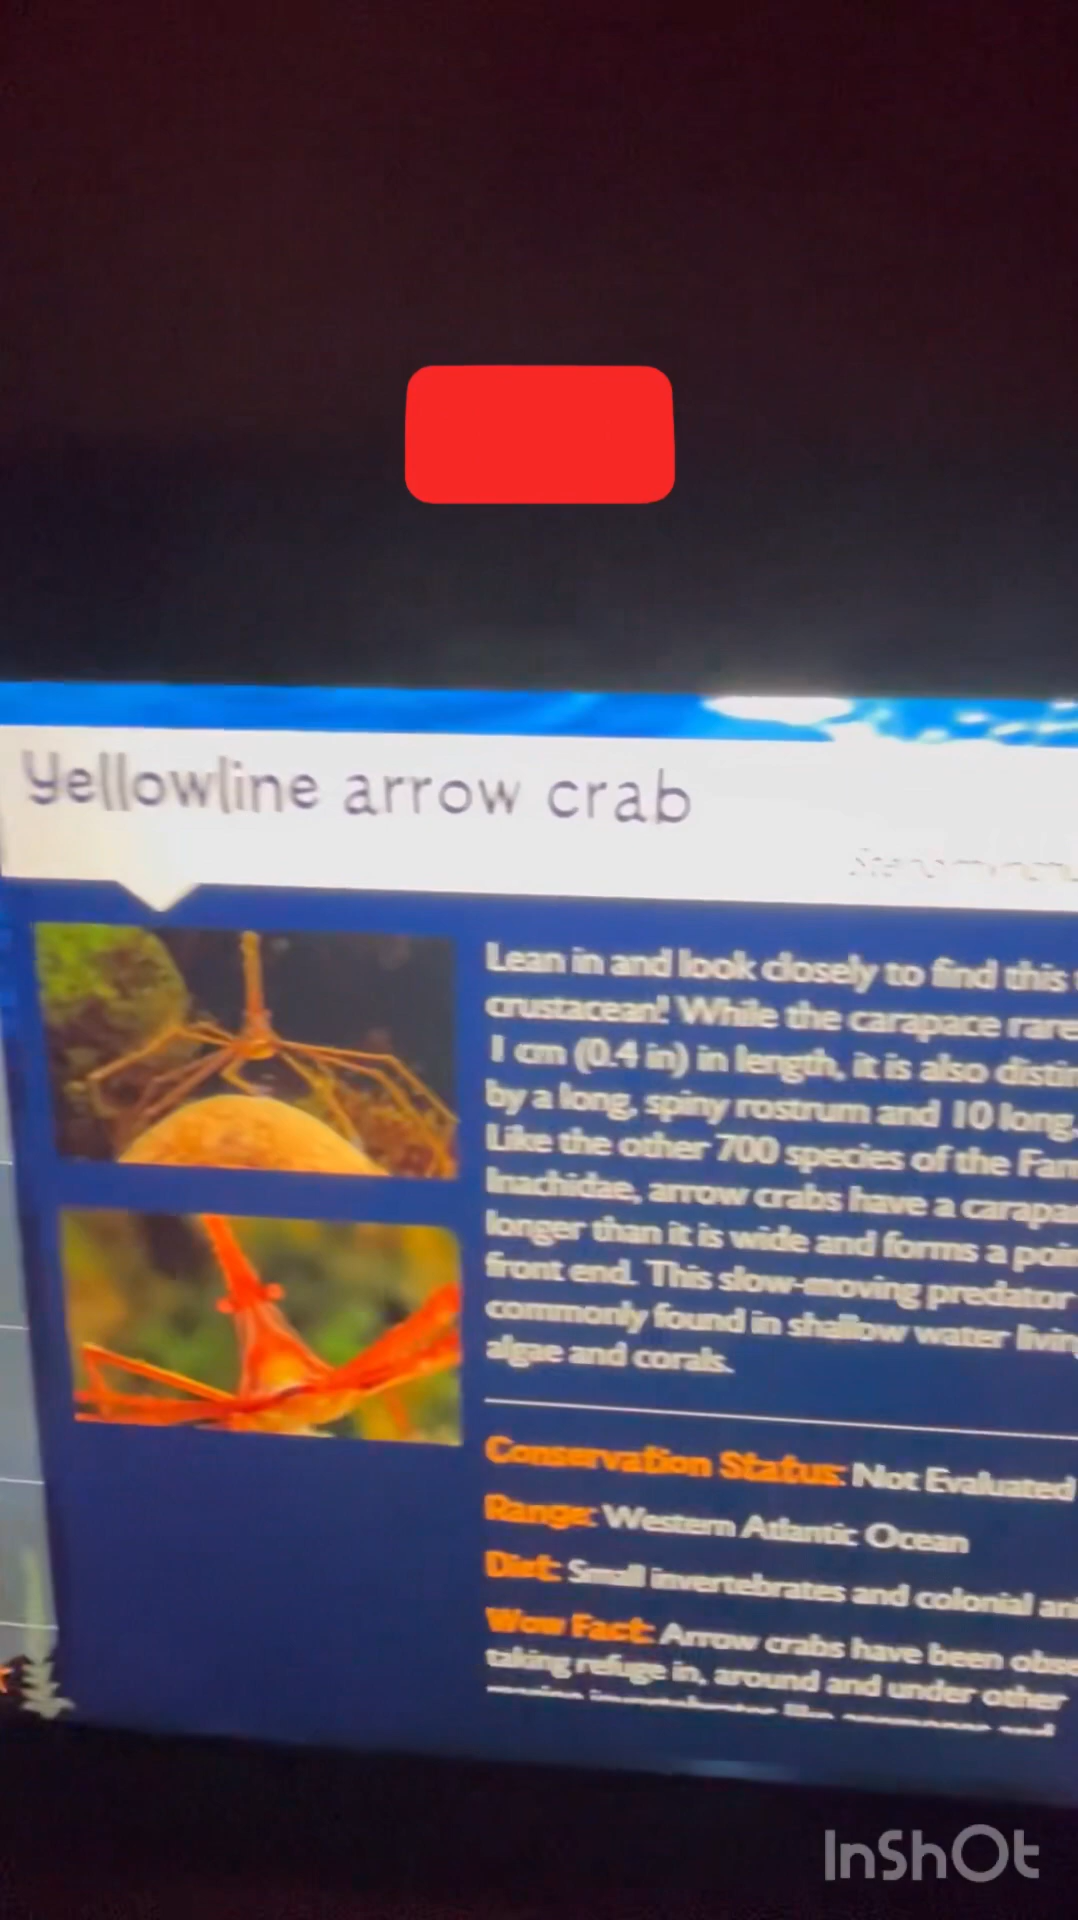 Yellowline arrow crab
Lean in and look closely to find this
crustacean! While the carapace rare
1 cm (0.4 in) in length, it is also distin
by a long, spiny rostrum and 10 long,
Like the other 700 species of the Fam
Inachidae, arrow crabs have a carapa
longer than it is wide and forms a poin
front end. This slow-moving predator
commonly found in shallow water livin
algae and corals.
Conservation Status: Not Evaluated
Range: Western Atlantic Ocean
Diet: Small invertebrates and colonial ani
Wow Fact: Arrow crabs have been obse
taking refuge in, around and under other
InShOt